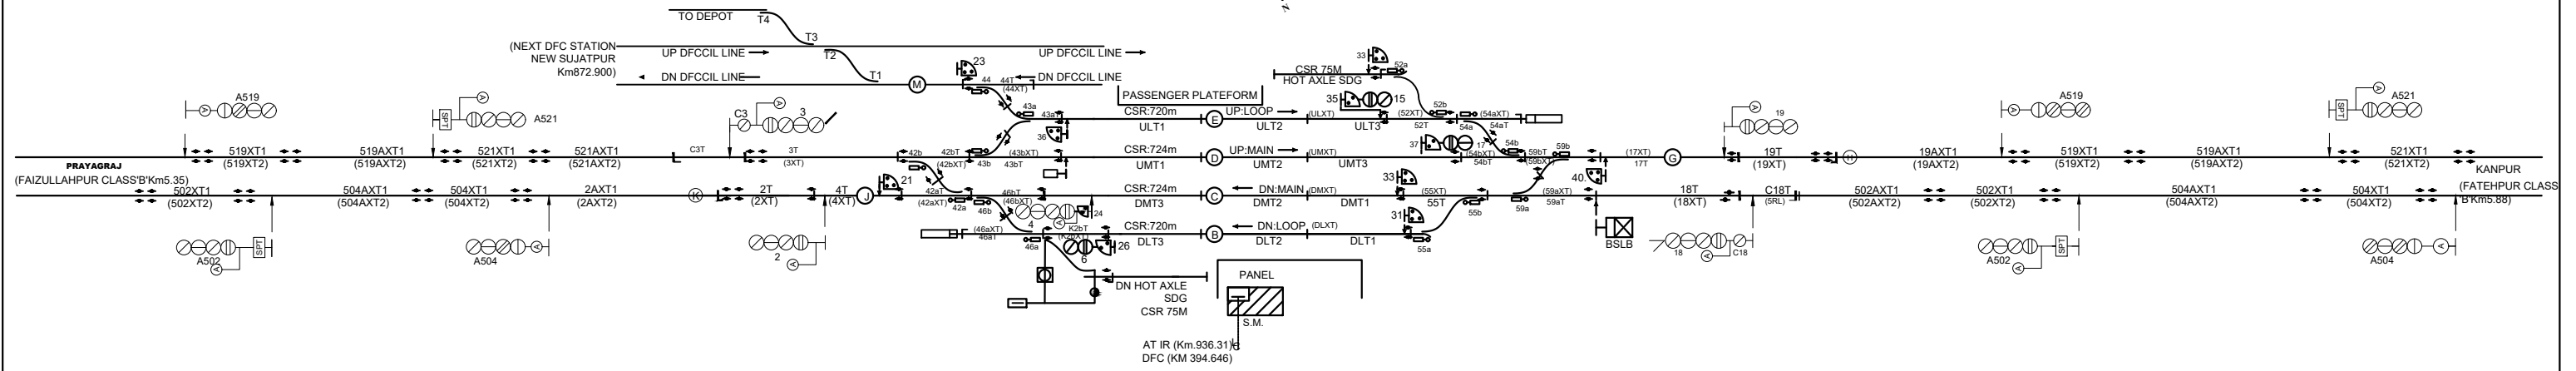 TO DEPOT
T4
T3
(NEXT DFC STATION
NEW SUJATPUR
Km872.900)
UP DFCCIL LINE
T2
UP DFCCIL LINE
DN DFCCIL LINE
T1
M
DN DFCCIL LINE
23
44
44T
(44XT)
43a
43aT
PASSENGER PLATEFORM
33
CSR 75M
HOT AXLE SDG
52a
35
15
52b
CSR:720m
ULT1
E
UP:LOOP
ULT2
(ULXT)
ULT3
(52XT)
52T
54a
(54aXT)
54aT
A519
SPT
A
A521
C3
A
3
36
37
17
54b
(54bXT)
54bT
59bT
(59bXT)
59b
A
19
A
A519
SPT
A
A521
PRAYAGRAJ
519XT1
(519XT2)
519AXT1
(519AXT2)
521XT1
(521XT2)
521AXT1
(521AXT2)
C3T
3T
(3XT)
42b
42bT
(42bXT)
43b
(43bXT)
43bT
CSR:724m
UMT1
D
UP:MAIN
UMT2
(UMXT)
UMT3
(17XT)
17T
G
19T
(19XT)
H
19AXT1
(19AXT2)
519XT1
(519XT2)
519AXT1
(519AXT2)
521XT1
(521XT2)
KANPUR
(FAIZULLAHPUR CLASS'B'Km5.35)
502XT1
(502XT2)
504AXT1
(504AXT2)
504XT1
(504XT2)
2AXT1
(2AXT2)
K
2T
(2XT)
4T
(4XT)
J
21
42aT
(42aXT)
42a
46b
46bT
(46bXT)
CSR:724m
DMT3
C
DN:MAIN
DMT2
(DMXT)
DMT1
33
(55XT)
55T
55b
59a
(59aXT)
59aT
40
18T
(18XT)
C18T
(5RL)
502AXT1
(502AXT2)
502XT1
(502XT2)
504AXT1
(504AXT2)
504XT1
(504XT2)
(FATEHPUR CLASS
'B'Km5.88)
A502
A
SPT
A504
A
2
A
4
A
24
(46aXT)
46aT
46a
K2bT
(K2bXT)
6
26
CSR:720m
DLT3
B
DN:LOOP
DLT2
(DLXT)
DLT1
31
55a
BSLB
18
A
C18
A502
A
SPT
A504
A
DN HOT AXLE
SDG
CSR 75M
PANEL
S.M.
AT IR (Km.936.31)
DFC (KM 394.646)